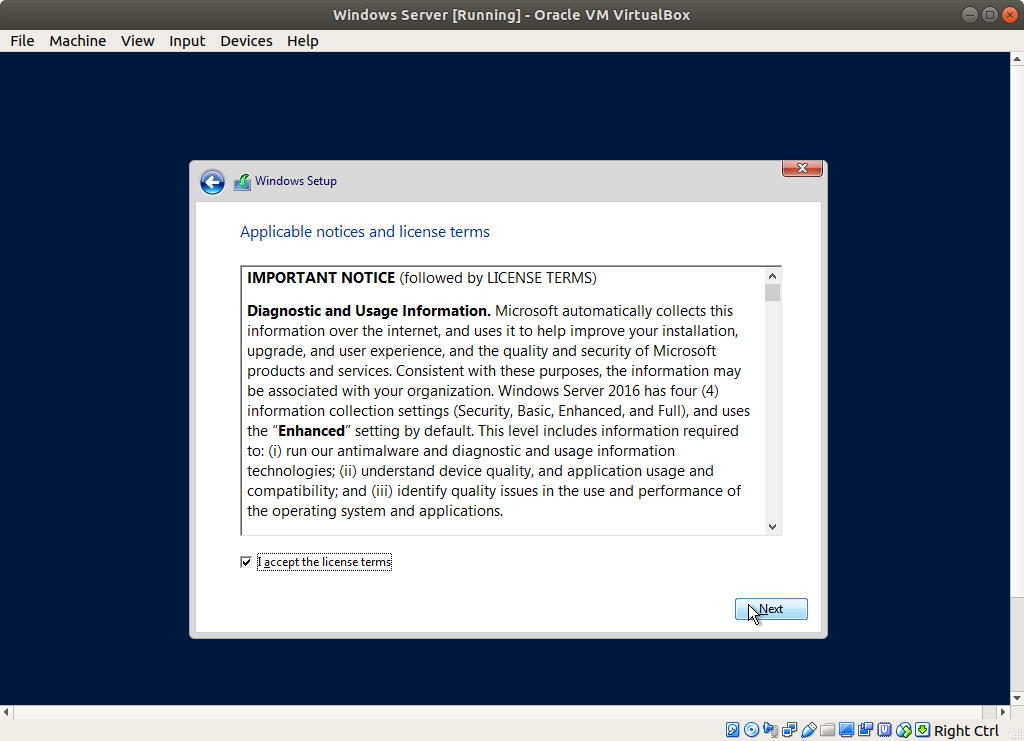 Windows Server [Running] - Oracle VM VirtualBox
File Machine View Input Devices Help
Windows Setup
Applicable notices and license terms
IMPORTANT NOTICE (followed by LICENSE TERMS)
Diagnostic and Usage Information. Microsoft automatically collects this
information over the internet, and uses it to help improve your installation,
upgrade, and user experience, and the quality and security of Microsoft
products and services. Consistent with these purposes, the information may
be associated with your organization. Windows Server 2016 has four (4)
information collection settings (Security, Basic, Enhanced, and Full), and uses
the “Enhanced” setting by default. This level includes information required
to: (i) run our antimalware and diagnostic and usage information
technologies; (ii) understand device quality, and application usage and
compatibility; and (iii) identify quality issues in the use and performance of
the operating system and applications.
I accept the license terms
Next
Right Ctrl